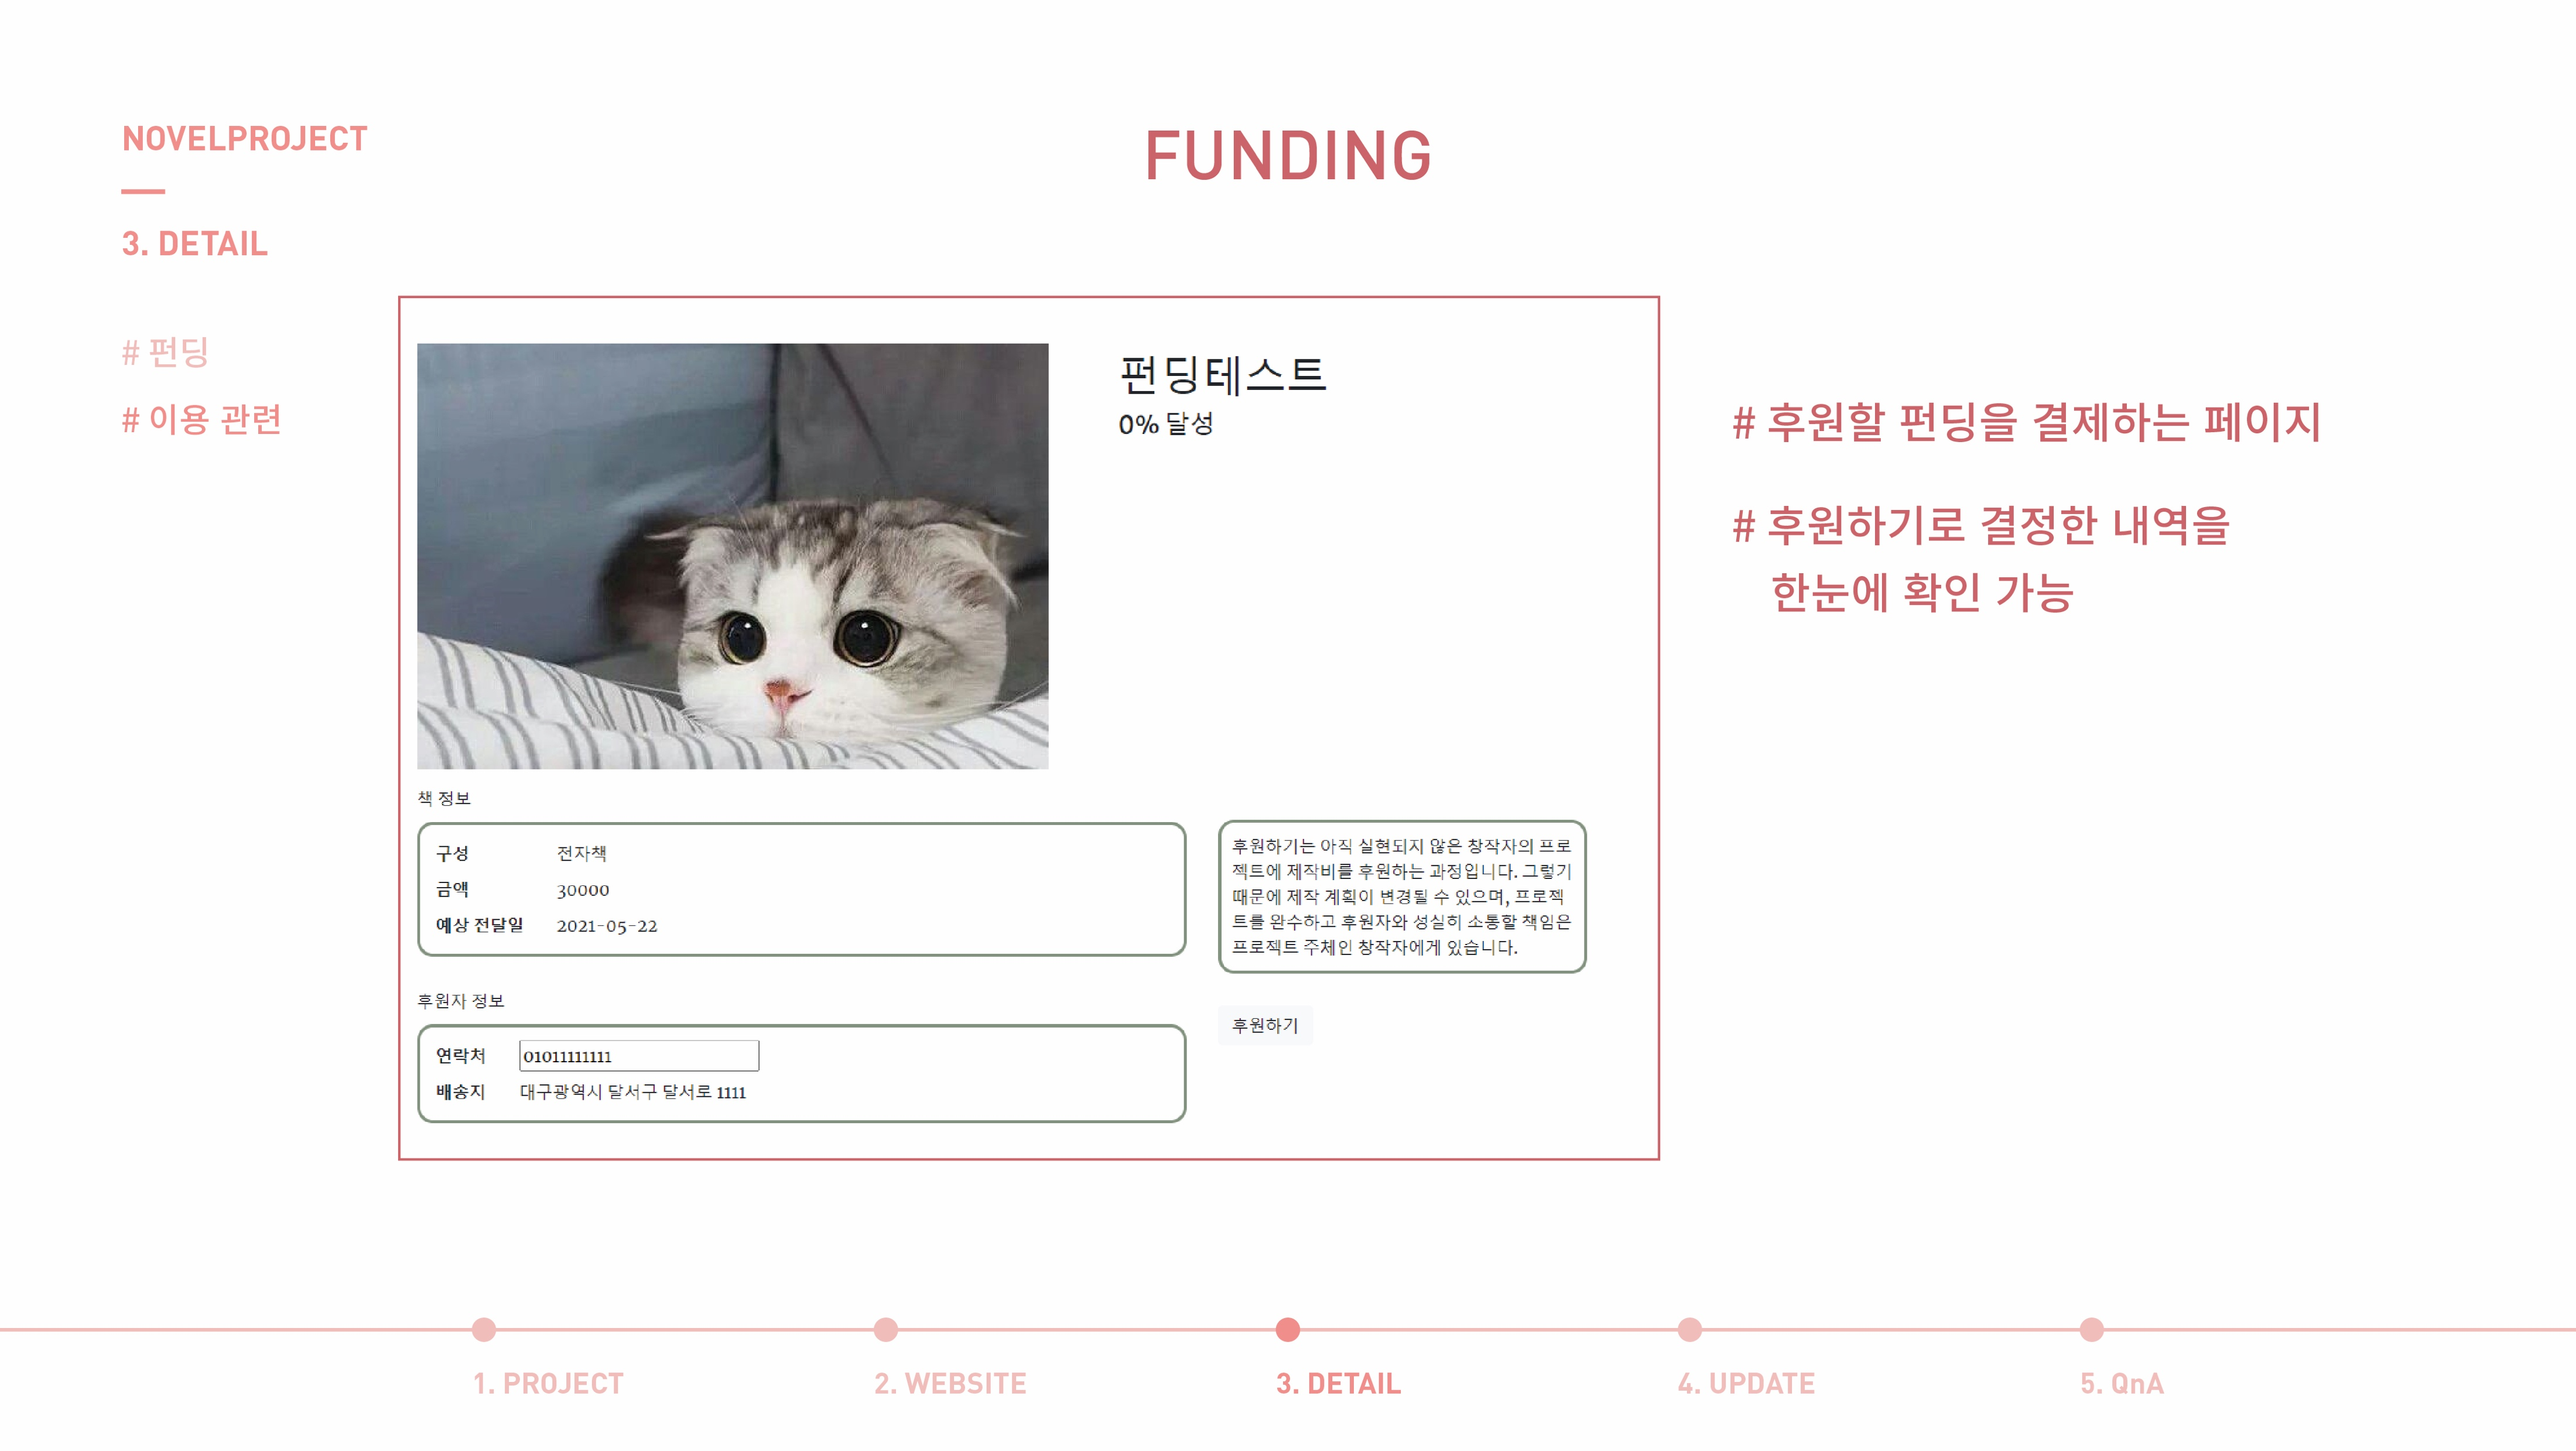 NOVELPROJECT
FUNDING
3. DETAIL
# 펀딩
# 이용 관련
펀딩테스트
0% 달성
# 후원할 펀딩을 결제하는 페이지
# 후원하기로 결정한 내역을
한눈에 확인 가능
책 정보
구성 전자책
금액 30000
예상 전달일 2021-05-22
후원하기는 아직 실현되지 않은 창작자의 프로
젝트에 제작비를 후원하는 과정입니다. 그렇기
때문에 제작 계획이 변경될 수 있으며, 프로젝
트를 완수하고 후원자와 성실히 소통할 책임은
프로젝트 주체인 창작자에게 있습니다.
후원자 정보
연락처 01011111111
배송지 대구광역시 달서구 달서로 1111
후원하기
1. PROJECT
2. WEBSITE
3. DETAIL
4. UPDATE
5. QnA